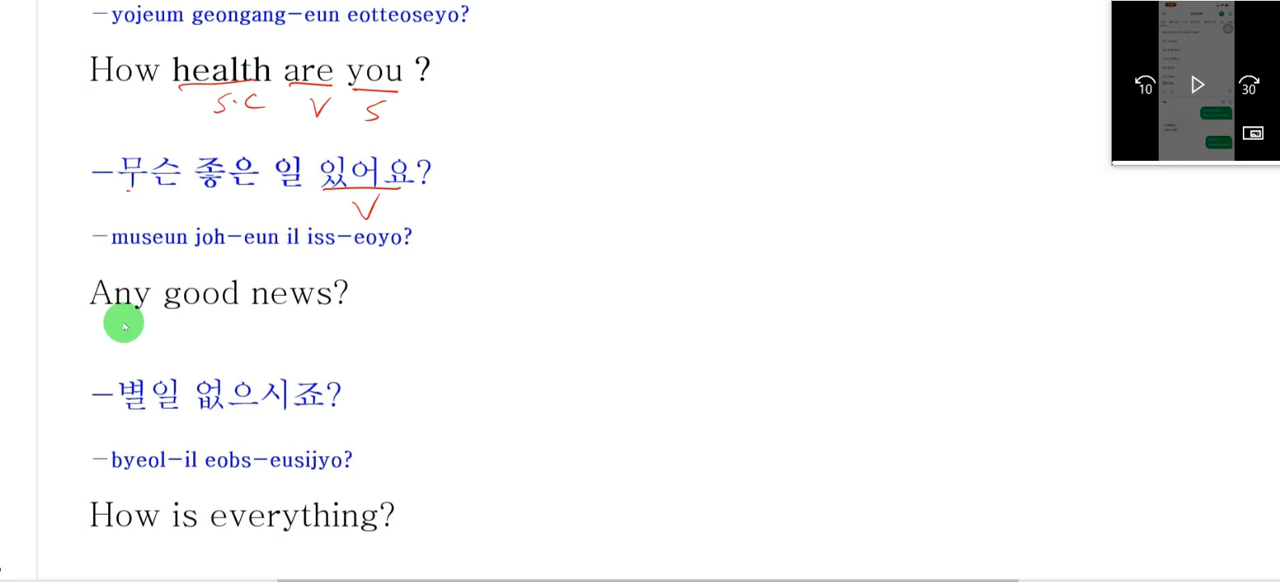 －yojeum geongang－eun eotteoseyo?
How health are you ?
S.C V S
－무슨 좋은 일 있어요?
V
－museun joh－eun il iss－eoyo?
Any good news?
－별일 없으시죠?
－byeol－il eobs－eusijyo?
How is everything?
10
30